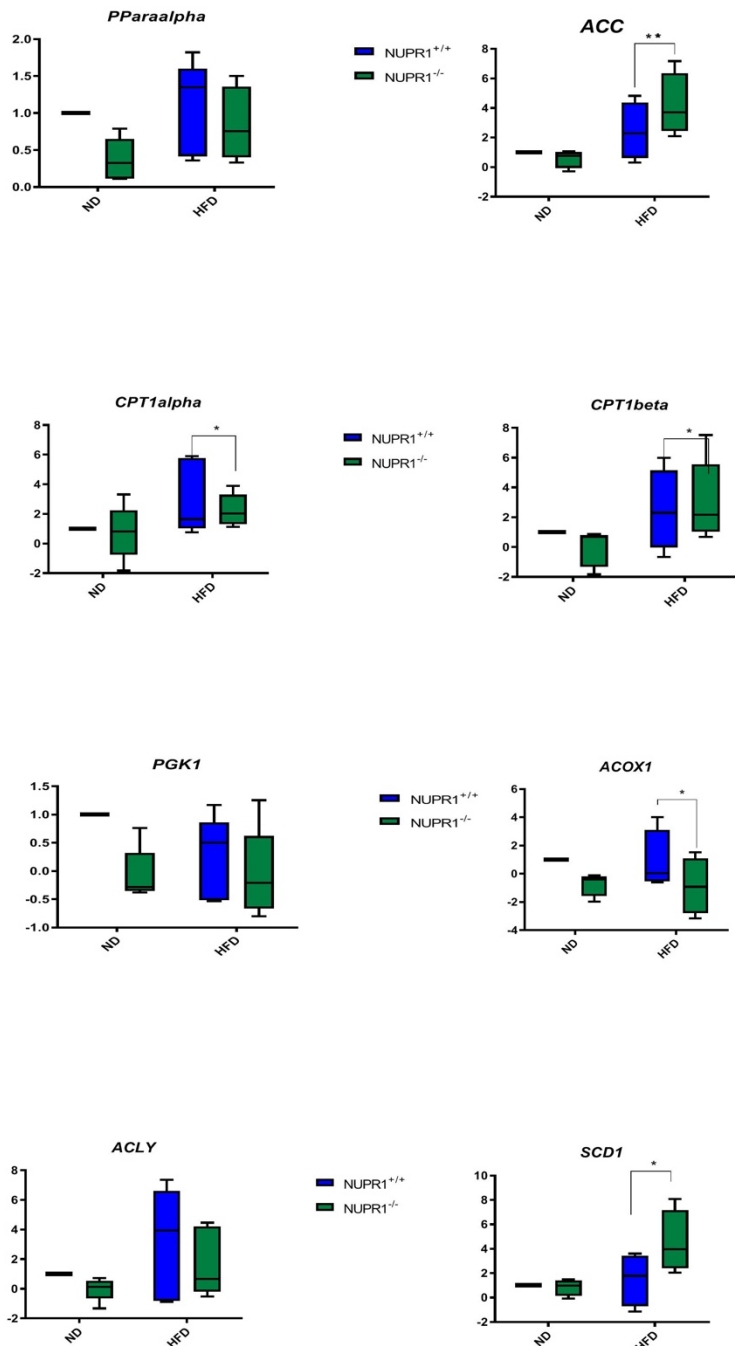 PParaalpha
2.0
1.5
1.0
0.5
0.0
ND
HFD
NUPR1+/+
NUPR1-/-
ACC
8
6
4
2
0
-2
**
ND
HFD
CPT1alpha
8
6
4
2
0
-2
*
ND
HFD
NUPR1+/+
NUPR1-/-
CPT1beta
8
6
4
2
0
-2
*
ND
HFD
PGK1
1.5
1.0
0.5
0.0
-0.5
-1.0
ND
HFD
NUPR1+/+
NUPR1-/-
ACOX1
6
4
2
0
-2
-4
*
ND
HFD
ACLY
8
6
4
2
0
-2
ND
HFD
NUPR1+/+
NUPR1-/-
SCD1
10
8
6
4
2
0
-2
*
ND
HFD